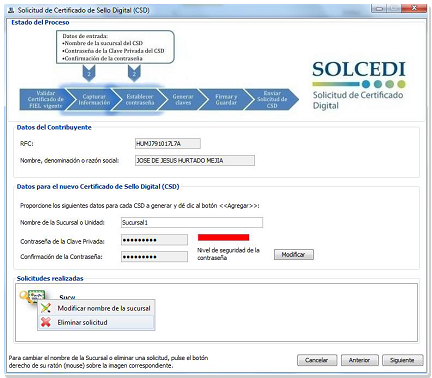 Solicitud de Certificado de Sello Digital (CSD)
Estado del Proceso
Datos de entrada:
•Nombre de la sucursal del CSD
•Contraseña de la Clave Privada del CSD
•Confirmación de la contraseña
2
2
Validar Certificado de FIEL vigente
Capturar Información
Establecer contraseña
Generar claves
Firmar y Guardar
Enviar Solicitud de CSD
SOLCEDI
Solicitud de Certificado
Digital
Datos del Contribuyente
RFC:
HUMJ791017L7A
Nombre, denominación o razón social:
JOSE DE JESUS HURTADO MEJIA
Datos para el nuevo Certificado de Sello Digital (CSD)
Proporcione los siguientes datos para cada CSD a generar y dé clic al botón <<Agregar>>:
Nombre de la Sucursal o Unidad:
Sucursal1
Contraseña de la Clave Privada:
•••••••••
Confirmación de la Contraseña:
•••••••••
Nivel de seguridad de la
contraseña
Modificar
Solicitudes realizadas
Modificar nombre de la sucursal
Eliminar solicitud
Para cambiar el nombre de la Sucursal o eliminar una solicitud, pulse el botón
derecho de su ratón (mouse) sobre la imagen correspondiente.
Cancelar
Anterior
Siguiente